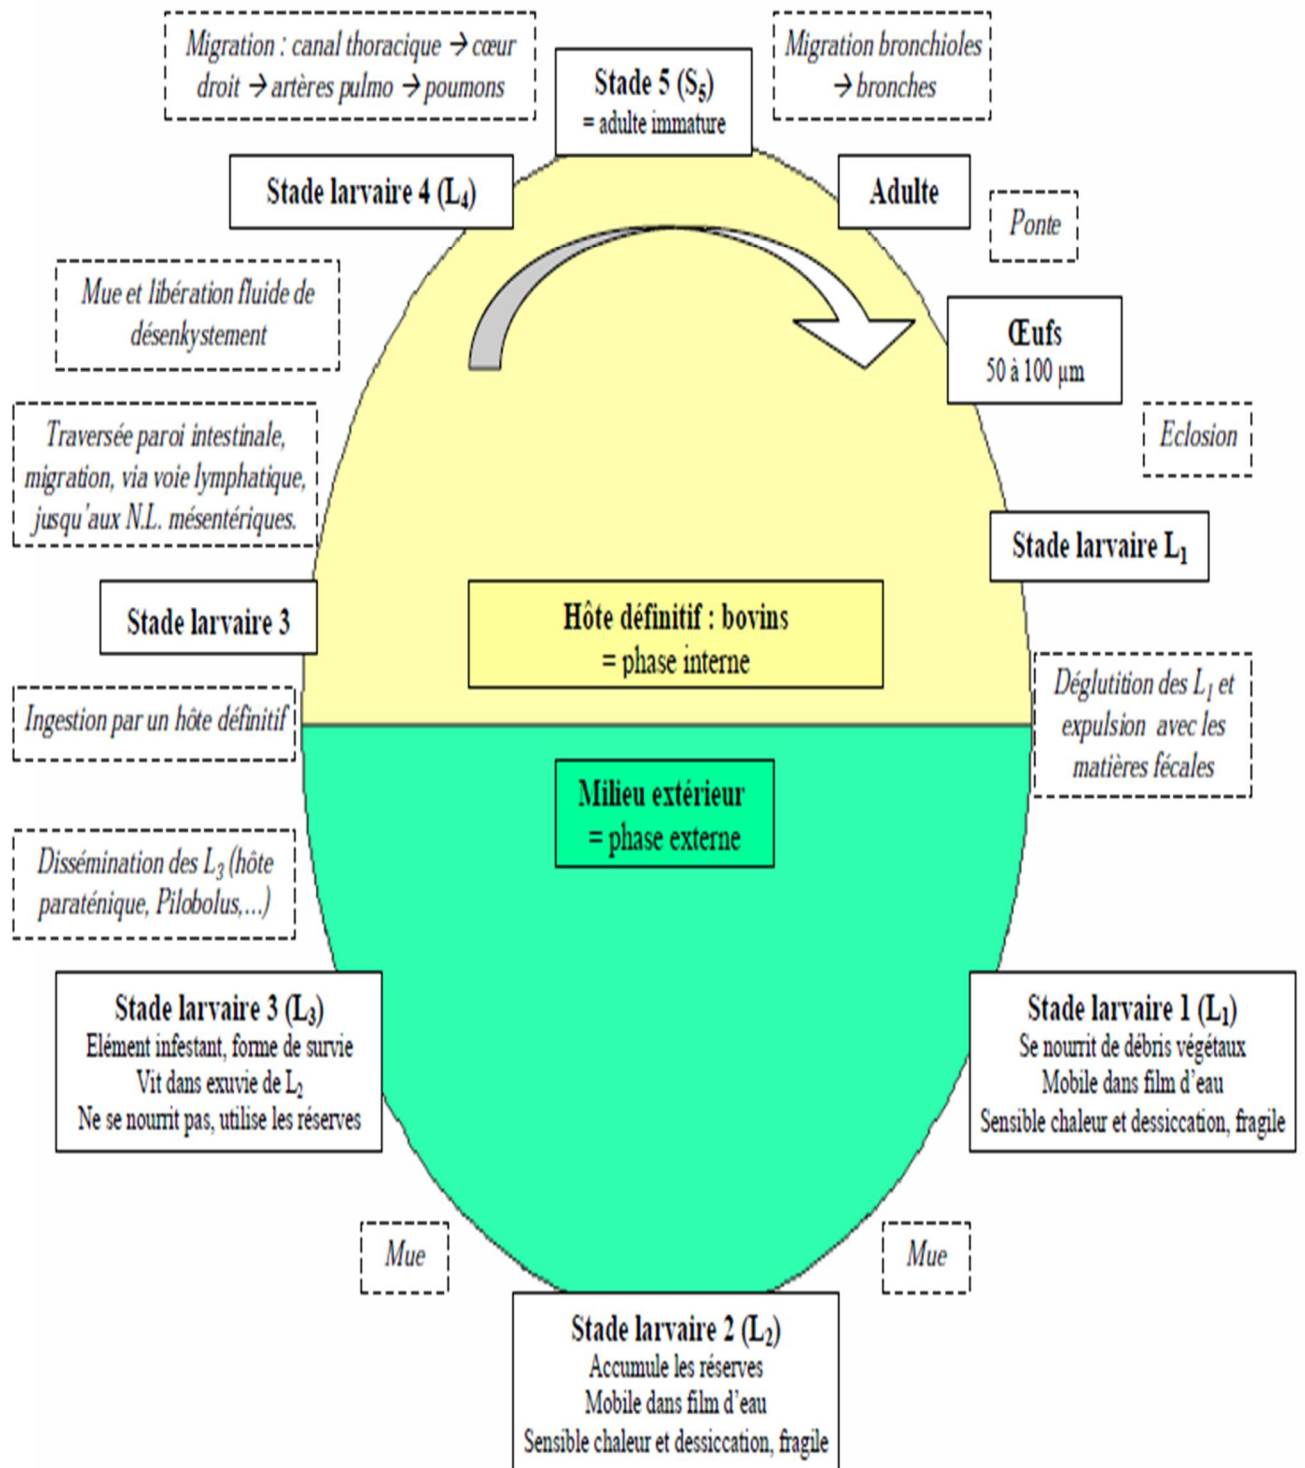 Migration : canal thoracique → cœur
droit → artères pulmo → poumons
Stade 5 (S₅)
= adulte immature
Migration bronchioles
→ bronches
Stade larvaire 4 (L₄)
Adulte
Ponte
Mue et libération fluide de
désenkystement
Œufs
50 à 100 µm
Traversée paroi intestinale,
migration, via voie lymphatique,
jusqu'aux N.L. mésentériques.
Eclosion
Stade larvaire L₁
Stade larvaire 3
Hôte définitif : bovins
= phase interne
Ingestion par un hôte définitif
Déglutition des L₁ et
expulsion avec les
matières fécales
Milieu extérieur
= phase externe
Dissémination des L₃ (hôte
paraténique, Pilobolus,...)
Stade larvaire 3 (L₃)
Elément infestant, forme de survie
Vit dans exuvie de L₂
Ne se nourrit pas, utilise les réserves
Stade larvaire 1 (L₁)
Se nourrit de débris végétaux
Mobile dans film d'eau
Sensible chaleur et dessiccation, fragile
Mue
Mue
Stade larvaire 2 (L₂)
Accumule les réserves
Mobile dans film d'eau
Sensible chaleur et dessiccation, fragile